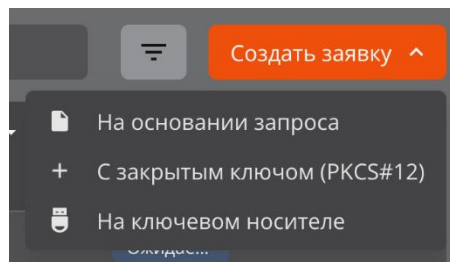 Создать заявку
На основании запроса
С закрытым ключом (PKCS#12)
На ключевом носителе